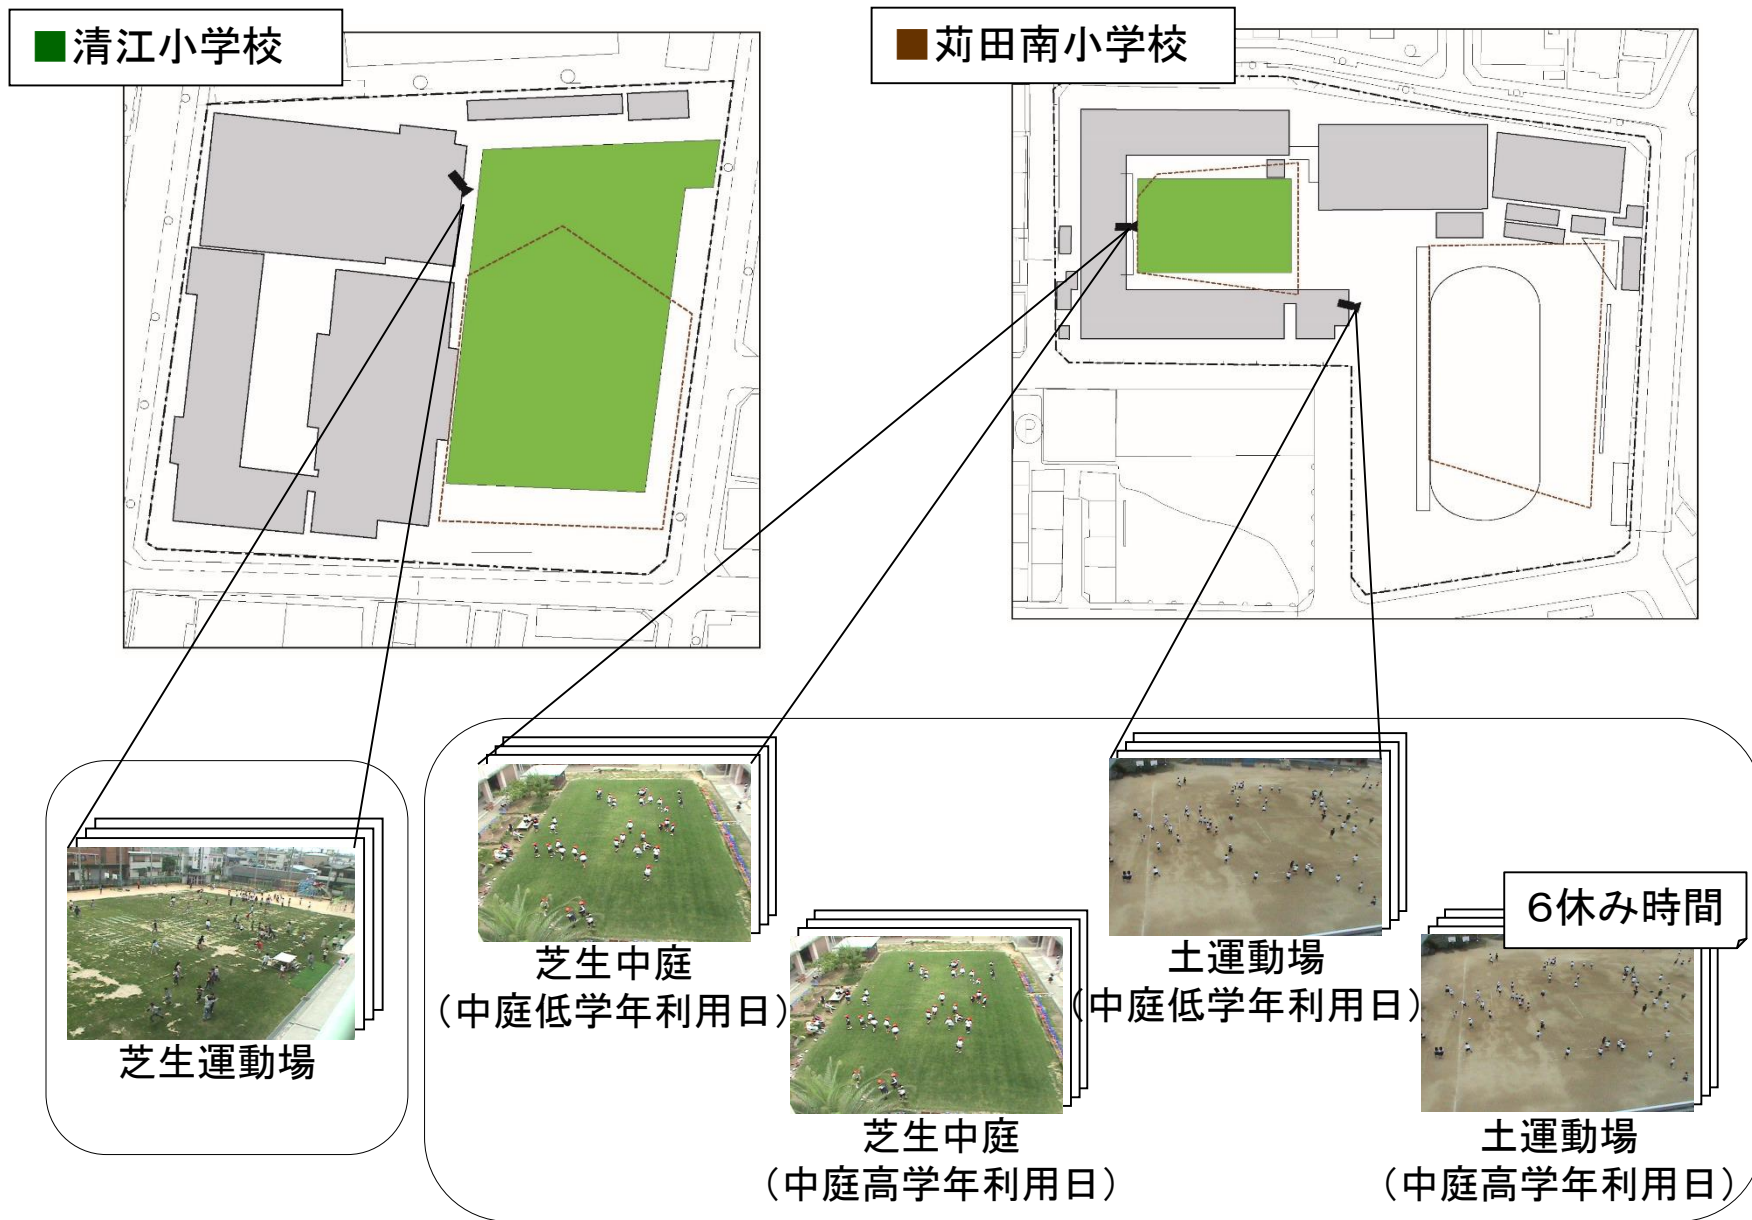 ■清江小学校
■苅田南小学校
芝生運動場
芝生中庭
（中庭低学年利用日）
芝生中庭
（中庭高学年利用日）
土運動場
（中庭低学年利用日）
6休み時間
土運動場
（中庭高学年利用日）
P